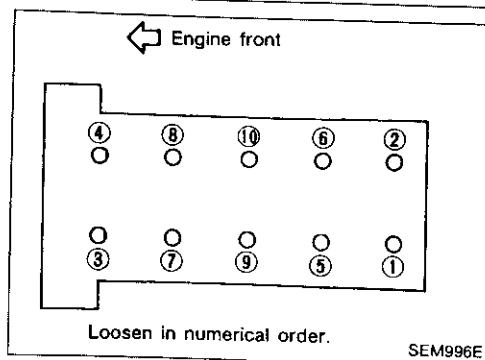 Engine front
④ ⑧ ⑩ ⑥ ②
③ ⑦ ⑨ ⑤ ①
Loosen in numerical order.
SEM996E